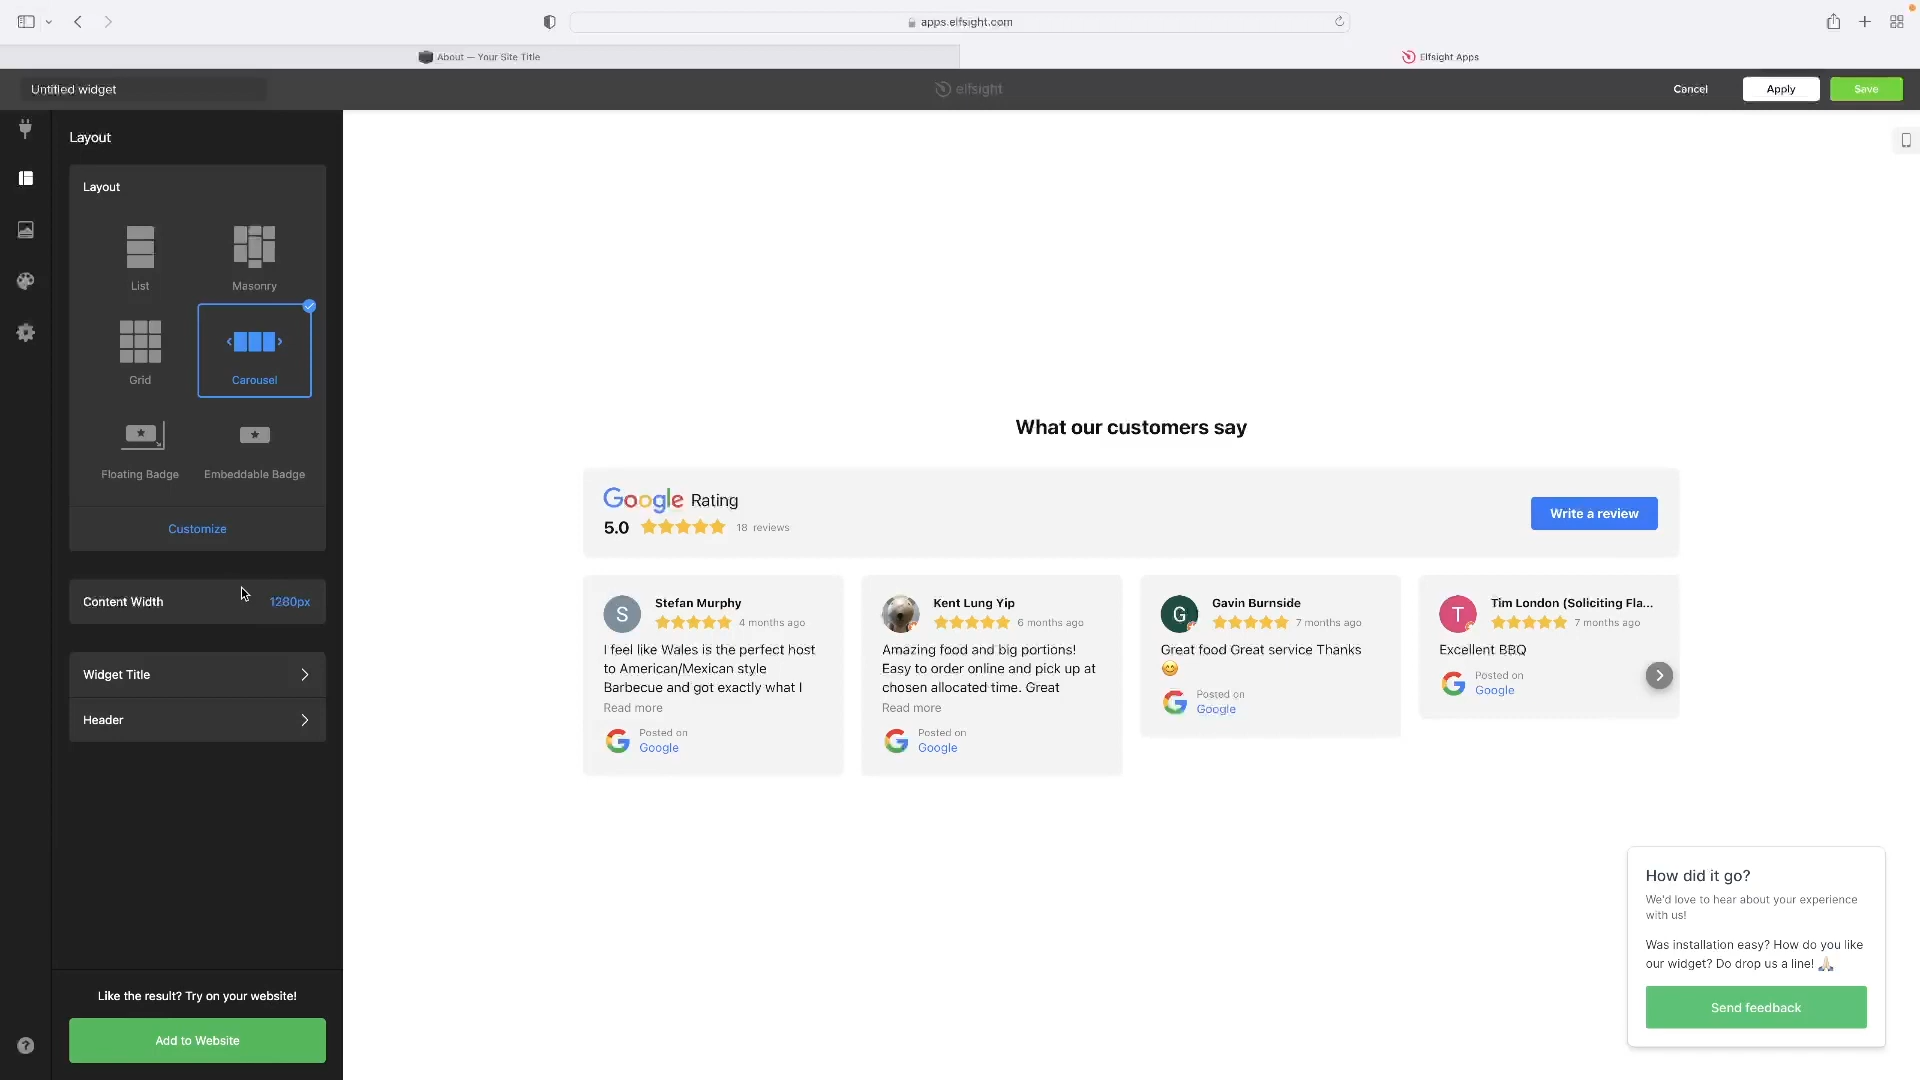 apps.elfsight.com
About — Your Site Title
Elfsight Apps
Untitled widget
elfsight
Cancel
Apply
Save
Layout
Layout
List
Masonry
Grid
Carousel
Floating Badge
Embeddable Badge
Customize
Content Width
1280px
Widget Title
Header
Like the result? Try on your website!
Add to Website
What our customers say
Google Rating
5.0
18 reviews
Write a review
S
Stefan Murphy
4 months ago
I feel like Wales is the perfect host
to American/Mexican style
Barbecue and got exactly what I
Read more
Posted on
Google
Kent Lung Yip
6 months ago
Amazing food and big portions!
Easy to order online and pick up at
chosen allocated time. Great
Read more
Posted on
Google
G
Gavin Burnside
7 months ago
Great food Great service Thanks
😊
Posted on
Google
T
Tim London (Soliciting Fla...
7 months ago
Excellent BBQ
Posted on
Google
How did it go?
We'd love to hear about your experience
with us!
Was installation easy? How do you like
our widget? Do drop us a line! 🙏🏻
Send feedback